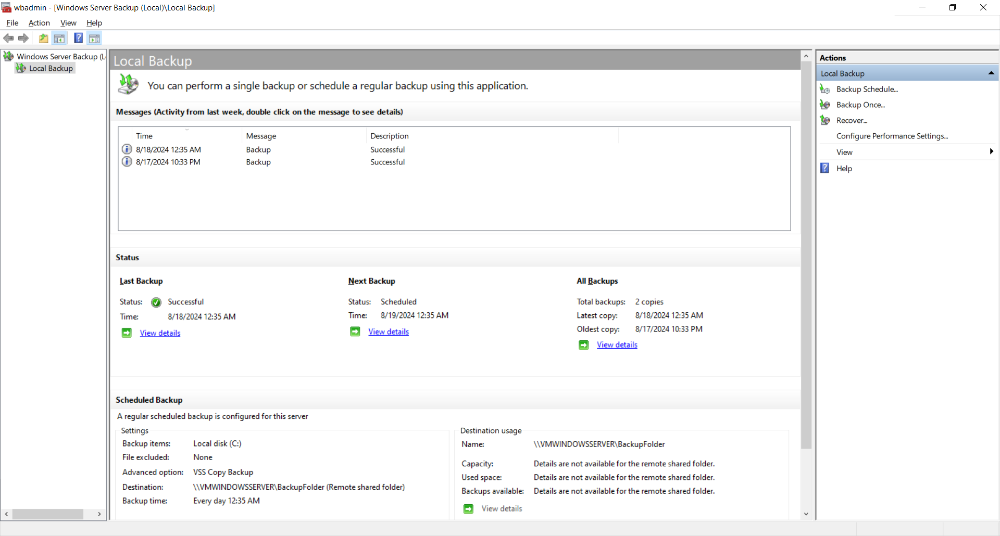 wbadmin - [Windows Server Backup (Local)\Local Backup]
File Action View Help
Windows Server Backup (L
Local Backup
Local Backup
You can perform a single backup or schedule a regular backup using this application.
Messages (Activity from last week, double click on the message to see details)
Time Message Description
8/18/2024 12:35 AM Backup Successful
8/17/2024 10:33 PM Backup Successful
Status
Last Backup
Status: Successful
Time: 8/18/2024 12:35 AM
View details
Next Backup
Status: Scheduled
Time: 8/19/2024 12:35 AM
View details
All Backups
Total backups: 2 copies
Latest copy: 8/18/2024 12:35 AM
Oldest copy: 8/17/2024 10:33 PM
View details
Scheduled Backup
A regular scheduled backup is configured for this server
Settings
Backup items: Local disk (C:)
File excluded: None
Advanced option: VSS Copy Backup
Destination: \\VMWINDOWSSERVER\BackupFolder (Remote shared folder)
Backup time: Every day 12:35 AM
Destination usage
Name: \\VMWINDOWSSERVER\BackupFolder
Capacity: Details are not available for the remote shared folder.
Used space: Details are not available for the remote shared folder.
Backups available: Details are not available for the remote shared folder.
View details
Actions
Local Backup
Backup Schedule...
Backup Once...
Recover...
Configure Performance Settings...
View
Help